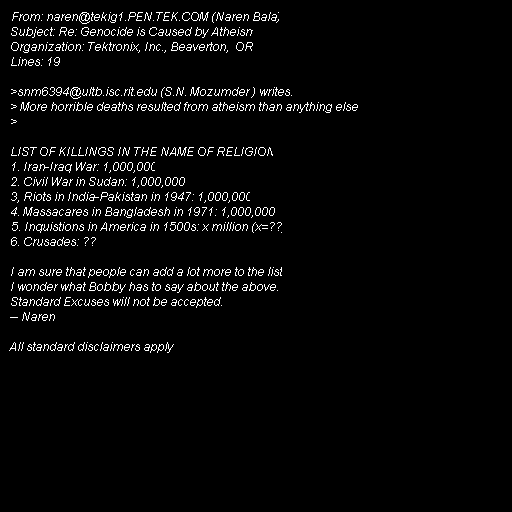 From: naren@tekig1.PEN.TEK.COM (Naren Bala)
Subject: Re: Genocide is Caused by Atheism
Organization: Tektronix, Inc., Beaverton, OR
Lines: 19

>snm6394@ultb.isc.rit.edu (S.N. Mozumder ) writes.
> More horrible deaths resulted from atheism than anything else
>

LIST OF KILLINGS IN THE NAME OF RELIGION
1. Iran-Iraq War: 1,000,000
2. Civil War in Sudan: 1,000,000
3, Riots in India-Pakistan in 1947: 1,000,000
4. Massacares in Bangladesh in 1971: 1,000,000
5. Inquistions in America in 1500s: x million (x=??)
6. Crusades: ??

I am sure that people can add a lot more to the list
I wonder what Bobby has to say about the above.
Standard Excuses will not be accepted.
-- Naren

All standard disclaimers apply